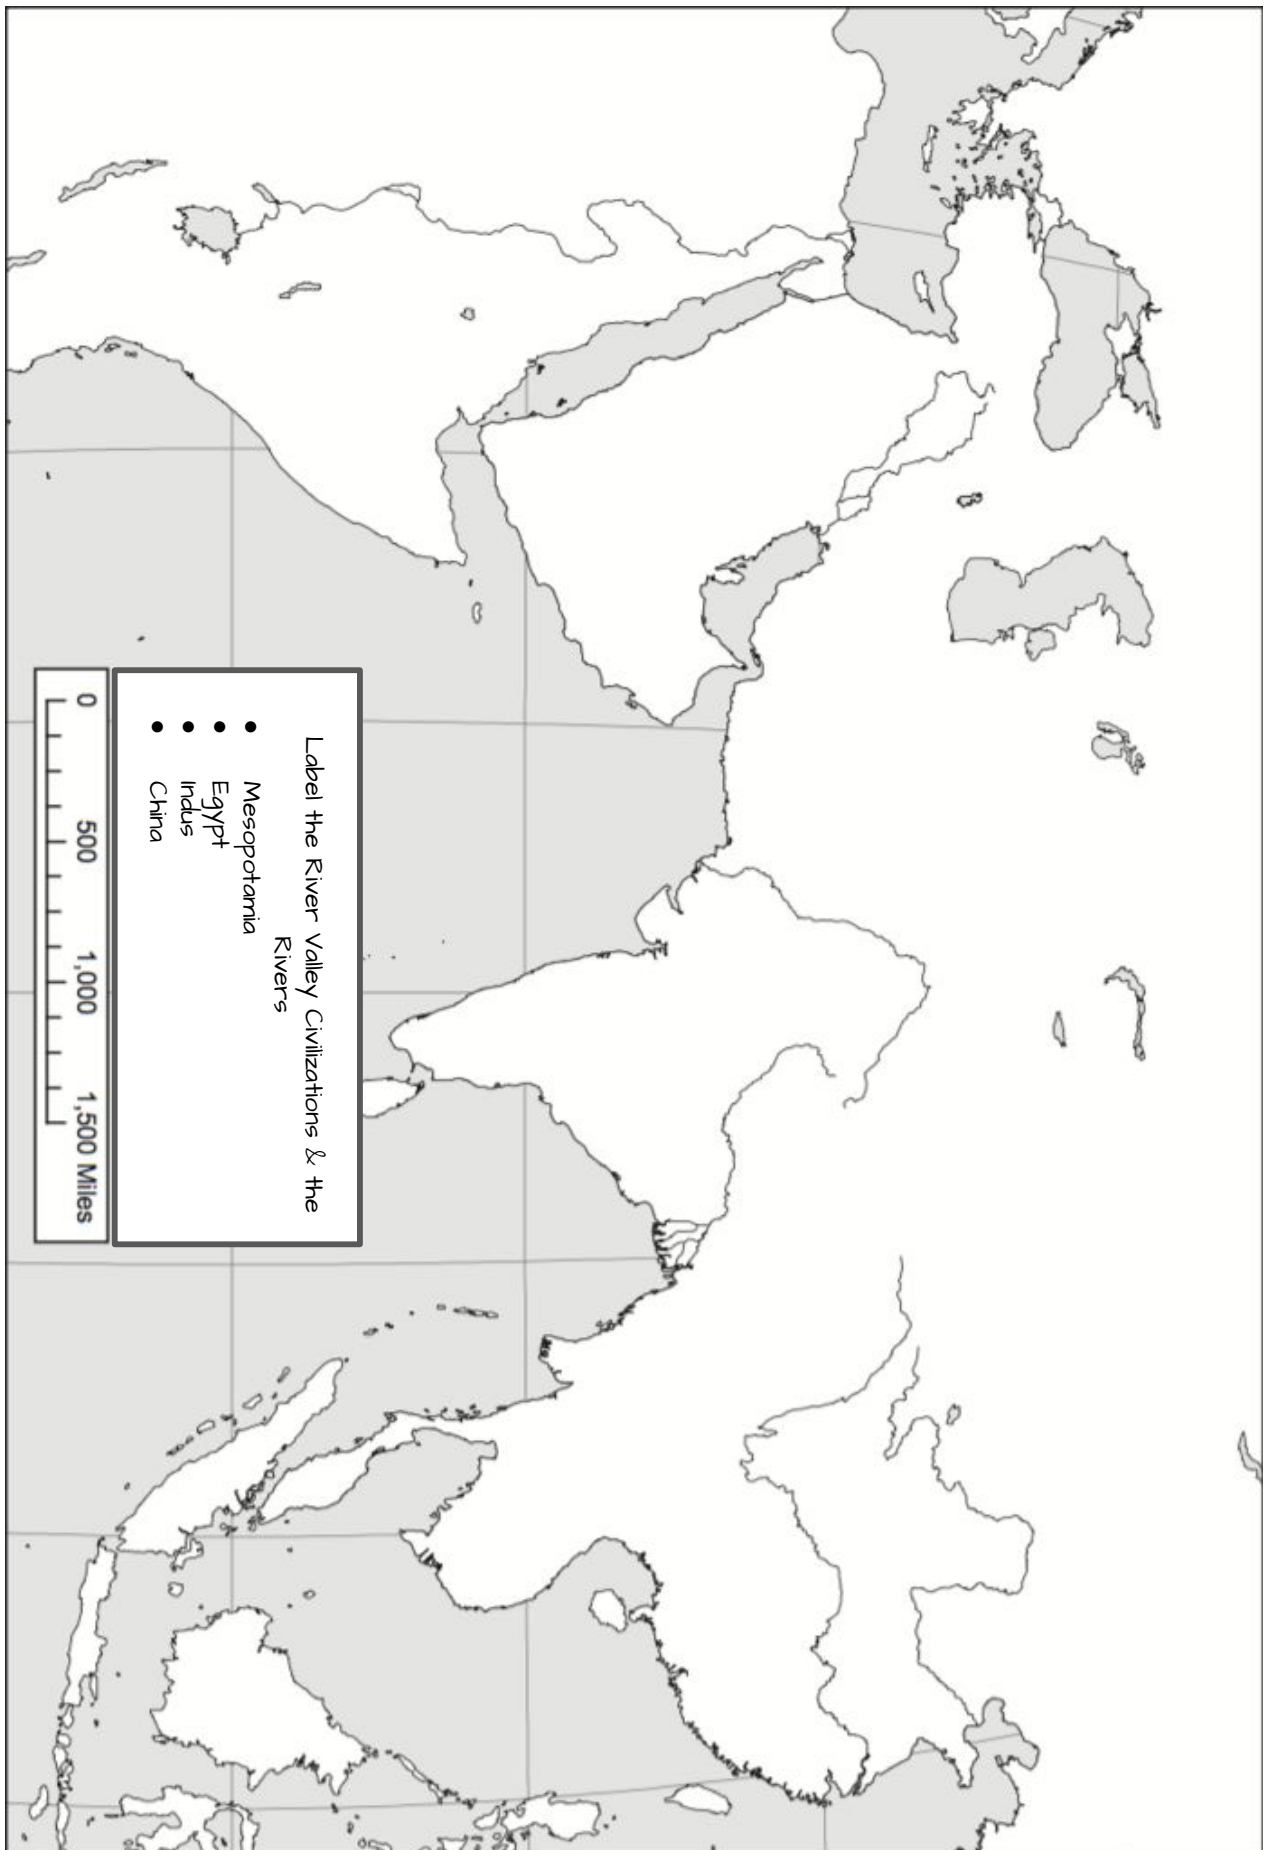 Label the River Valley Civilizations & the
Rivers
• Mesopotamia
• Egypt
• Indus
• China
0 500 1,000 1,500 Miles